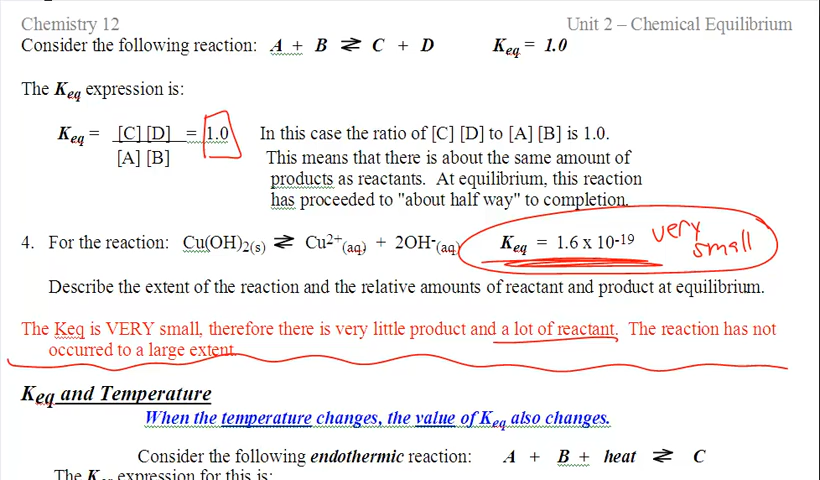 Chemistry 12 Unit 2 – Chemical Equilibrium
Consider the following reaction: A + B ⇄ C + D Keq = 1.0
The Keq expression is:
Keq = [C] [D] = 1.0 In this case the ratio of [C] [D] to [A] [B] is 1.0.
[A] [B] This means that there is about the same amount of
products as reactants. At equilibrium, this reaction
has proceeded to "about half way" to completion.
4. For the reaction: Cu(OH)2(s) ⇄ Cu2+(aq) + 2OH-(aq) Keq = 1.6 x 10-19 very small
Describe the extent of the reaction and the relative amounts of reactant and product at equilibrium.
The Keq is VERY small, therefore there is very little product and a lot of reactant. The reaction has not
occurred to a large extent.
Keq and Temperature
When the temperature changes, the value of Keq also changes.
Consider the following endothermic reaction: A + B + heat ⇄ C
The Keq expression for this is: